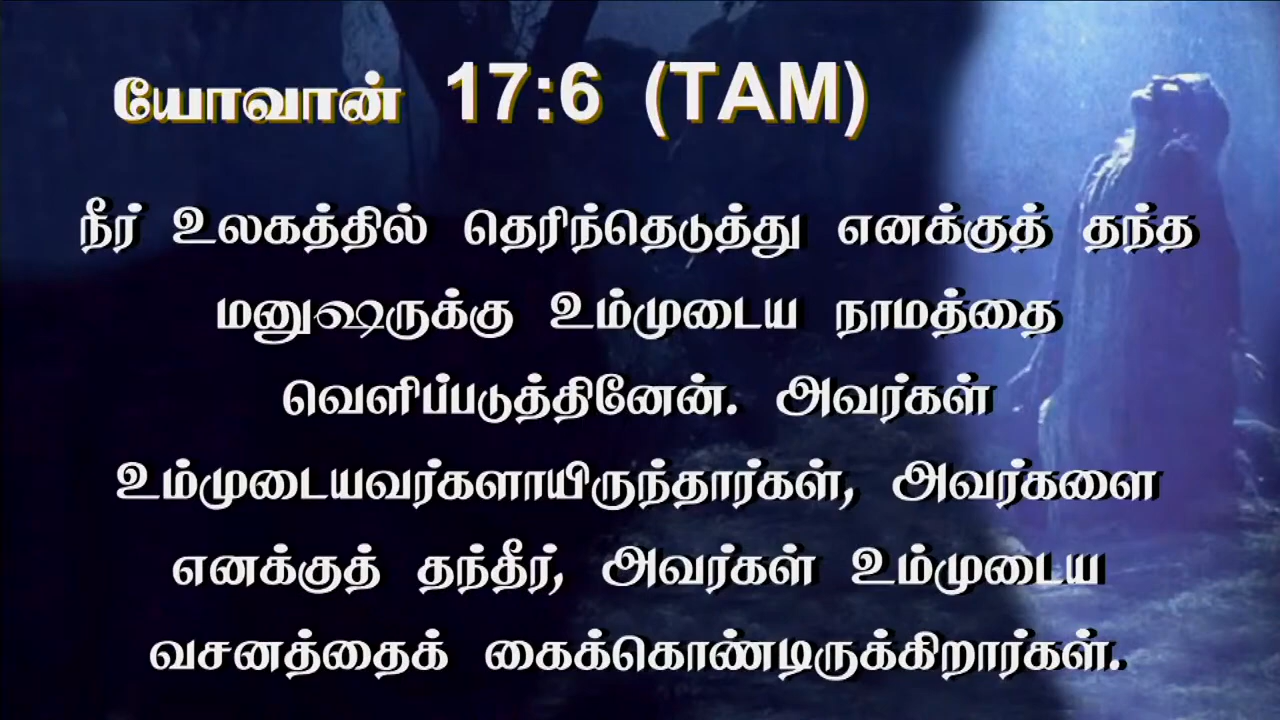 யோவான் 17:6 (TAM)
நீர் உலகத்தில் தெரிந்தெடுத்து எனக்குத் தந்த
மனுஷருக்கு உம்முடைய நாமத்தை
வெளிப்படுத்தினேன். அவர்கள்
உம்முடையவர்களாயிருந்தார்கள், அவர்களை
எனக்குத் தந்தீர், அவர்கள் உம்முடைய
வசனத்தைக் கைக்கொண்டிருக்கிறார்கள்.